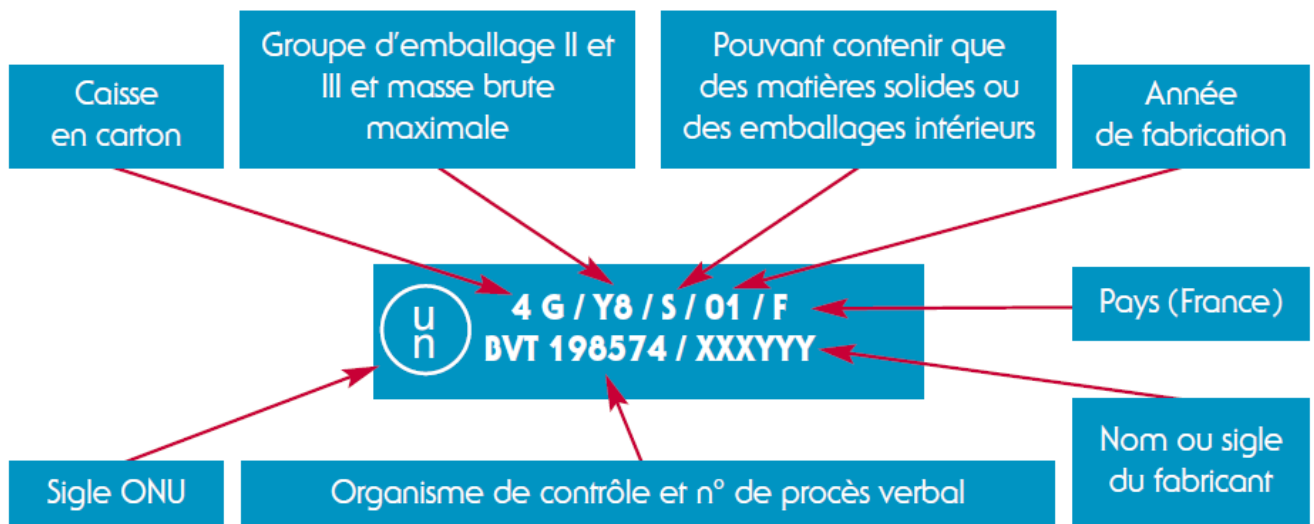 Caisse
en carton
Groupe d'emballage II et
III et masse brute
maximale
Pouvant contenir que
des matières solides ou
des emballages intérieurs
Année
de fabrication
u
n
4 G / Y8 / S / 01 / F
BVT 198574 / XXXYYY
Pays (France)
Sigle ONU
Organisme de contrôle et n° de procès verbal
Nom ou sigle
du fabricant